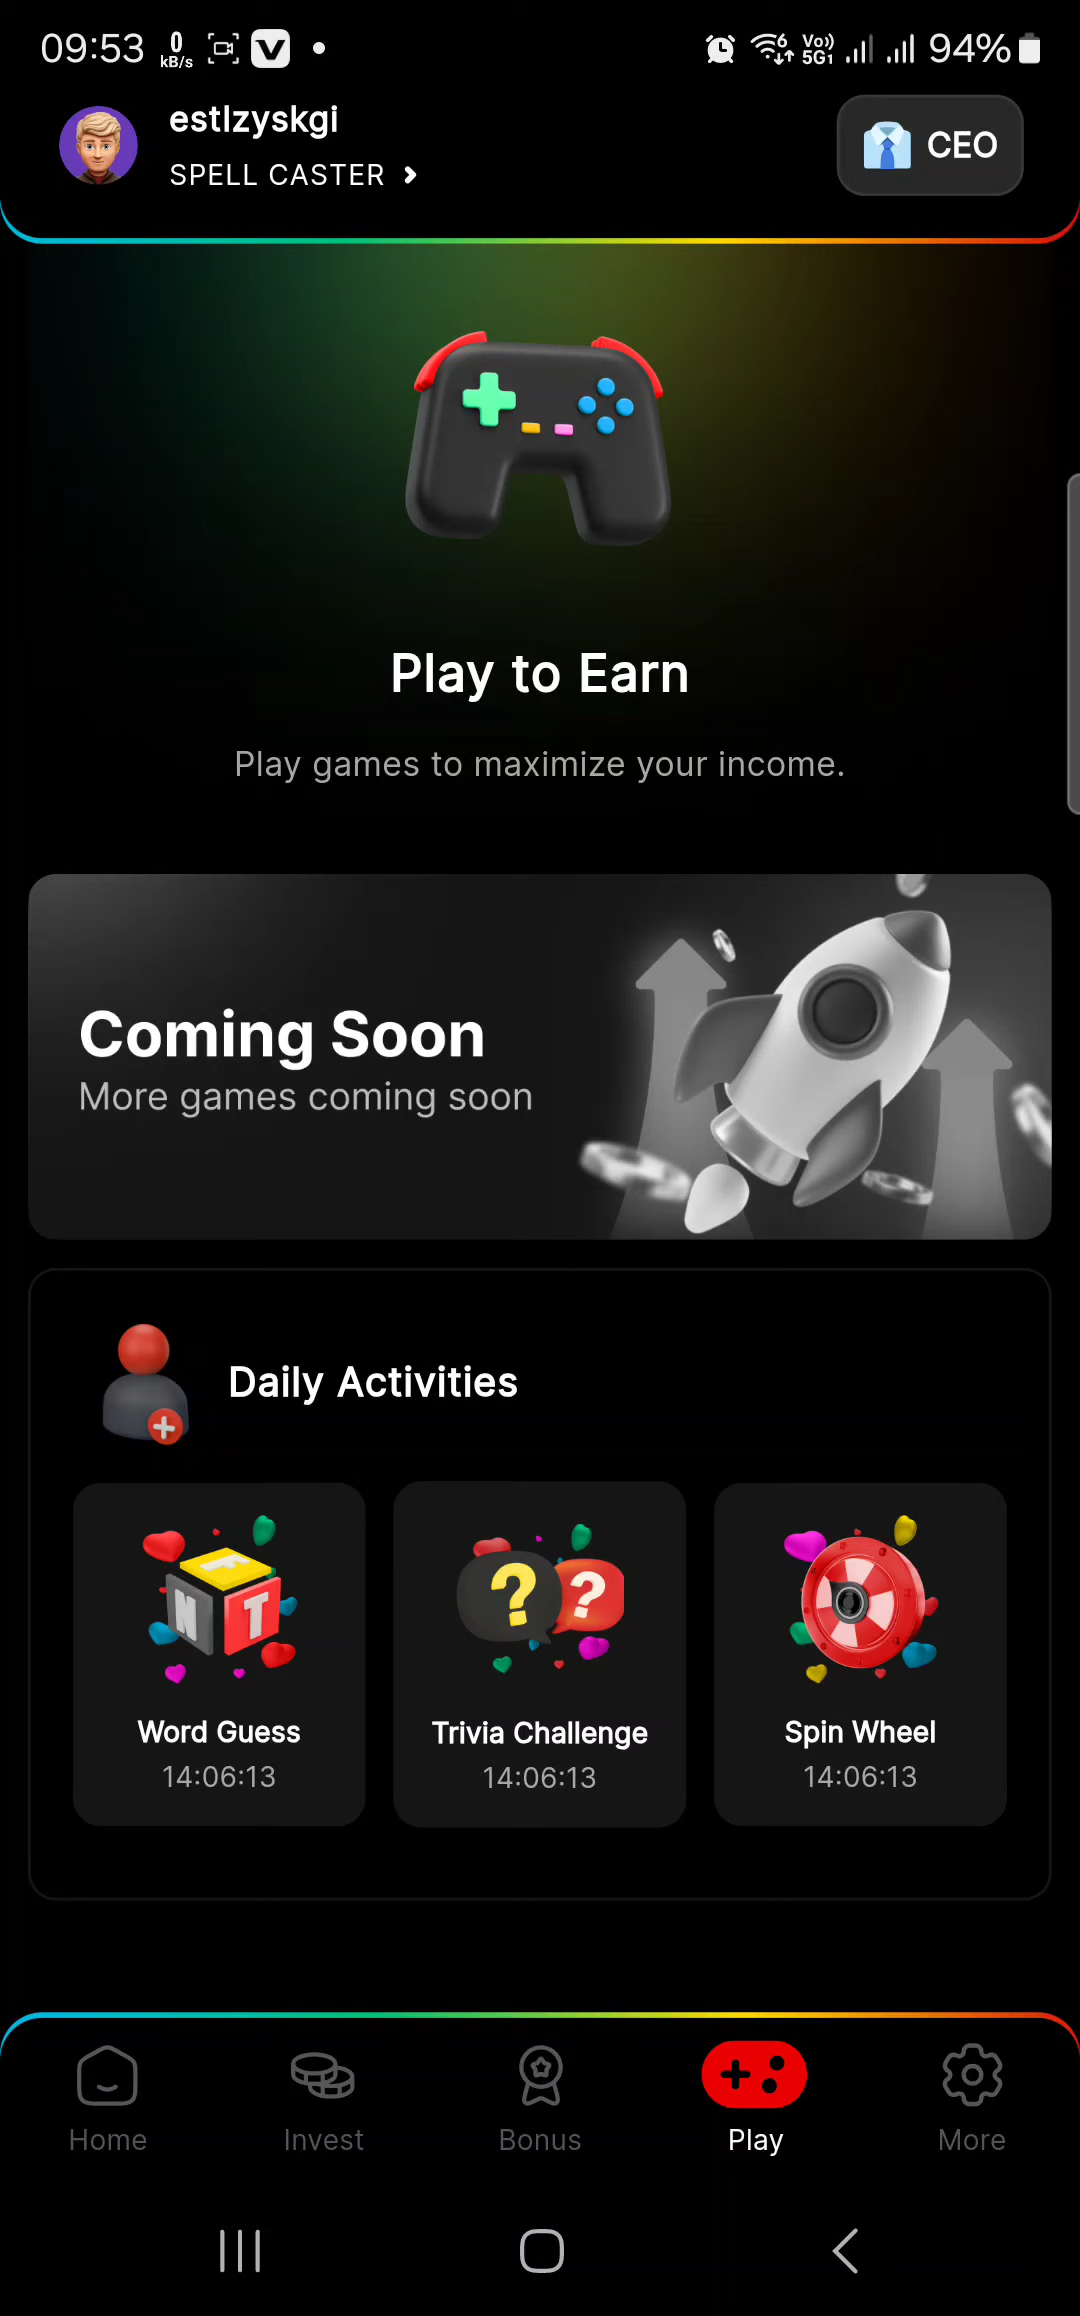 09:53
0
kB/s
Vo))
5G1
94%
estlzyskgi
SPELL CASTER
CEO
Play to Earn
Play games to maximize your income.
Coming Soon
More games coming soon
Daily Activities
F
N T
? ?
Word Guess
Trivia Challenge
Spin Wheel
14:06:13
14:06:13
14:06:13
Home
Invest
Bonus
Play
More